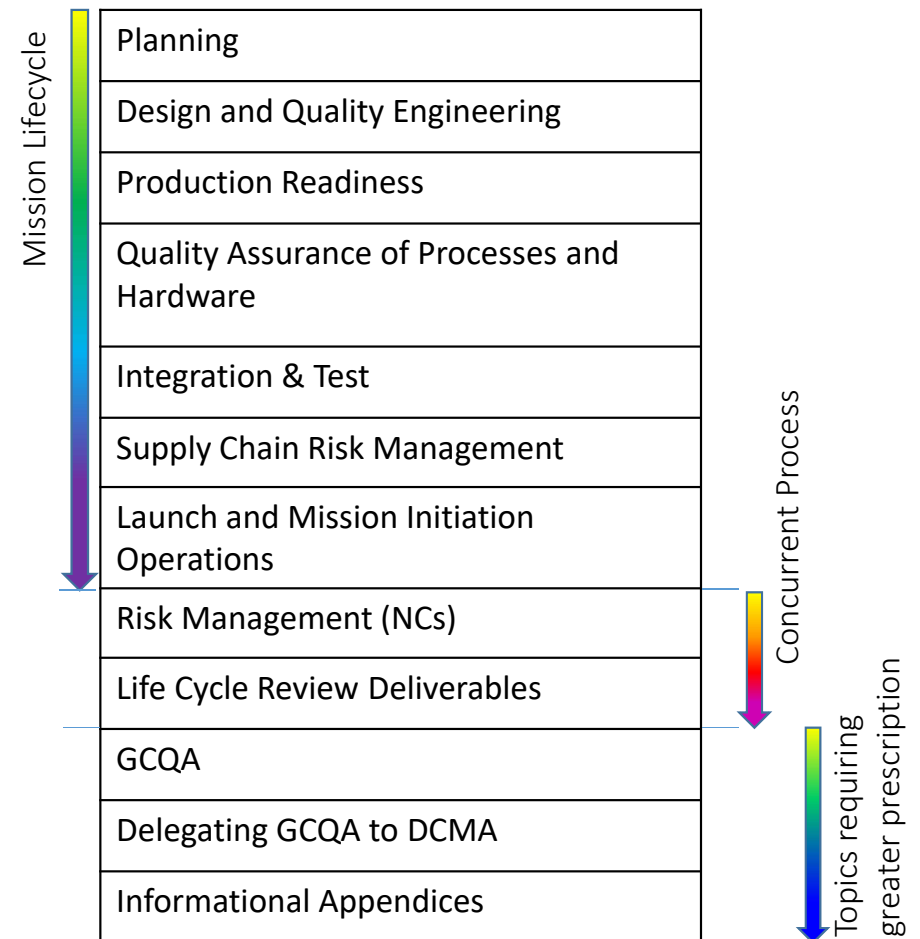 Mission Lifecycle
Planning
Design and Quality Engineering
Production Readiness
Quality Assurance of Processes and
Hardware
Integration & Test
Supply Chain Risk Management
Launch and Mission Initiation
Operations
Risk Management (NCs)
Life Cycle Review Deliverables
Concurrent Process
GCQA
Delegating GCQA to DCMA
Informational Appendices
Topics requiring
greater prescription